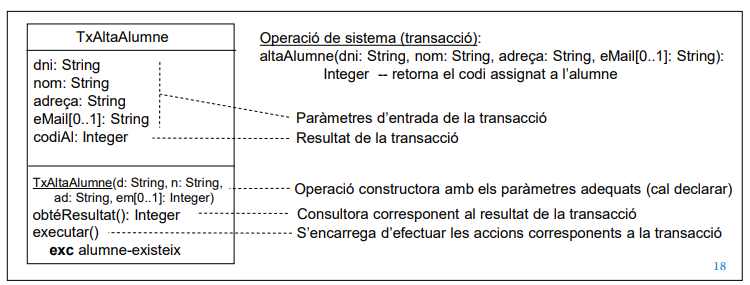 TxAltaAlumne
dni: String
nom: String
adreça: String
eMail[0..1]: String
codiAl: Integer
TxAltaAlumne(d: String, n: String,
ad: String, em[0..1]: Integer)
obtéResultat(): Integer
executar()
exc alumne-existeix
Operació de sistema (transacció):
altaAlumne(dni: String, nom: String, adreça: String, eMail[0..1]: String):
Integer -- retorna el codi assignat a l’alumne
Paràmetres d’entrada de la transacció
Resultat de la transacció
Operació constructora amb els paràmetres adequats (cal declarar)
Consultora corresponent al resultat de la transacció
S’encarrega d’efectuar les accions corresponents a la transacció
18